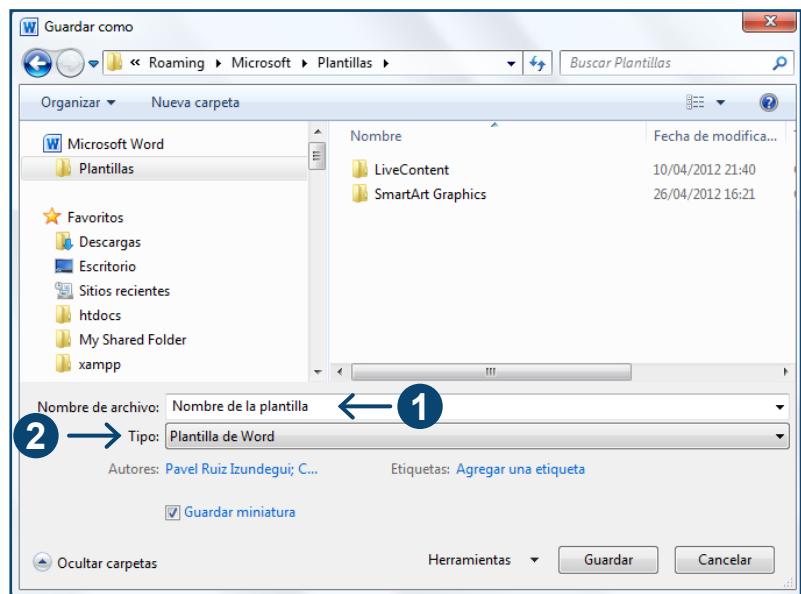 Guardar como
« Roaming Microsoft Plantillas Buscar Plantillas
Organizar Nueva carpeta
Nombre Fecha de modifica...
Microsoft Word
Plantillas
LiveContent 10/04/2012 21:40
SmartArt Graphics 26/04/2012 16:21
Favoritos
Descargas
Escritorio
Sitios recientes
htdocs
My Shared Folder
xampp
Nombre de archivo: Nombre de la plantilla 1
2 Tipo: Plantilla de Word
Autores: Pavel Ruiz Izundegui; C... Etiquetas: Agregar una etiqueta
Guardar miniatura
Ocultar carpetas Herramientas Guardar Cancelar